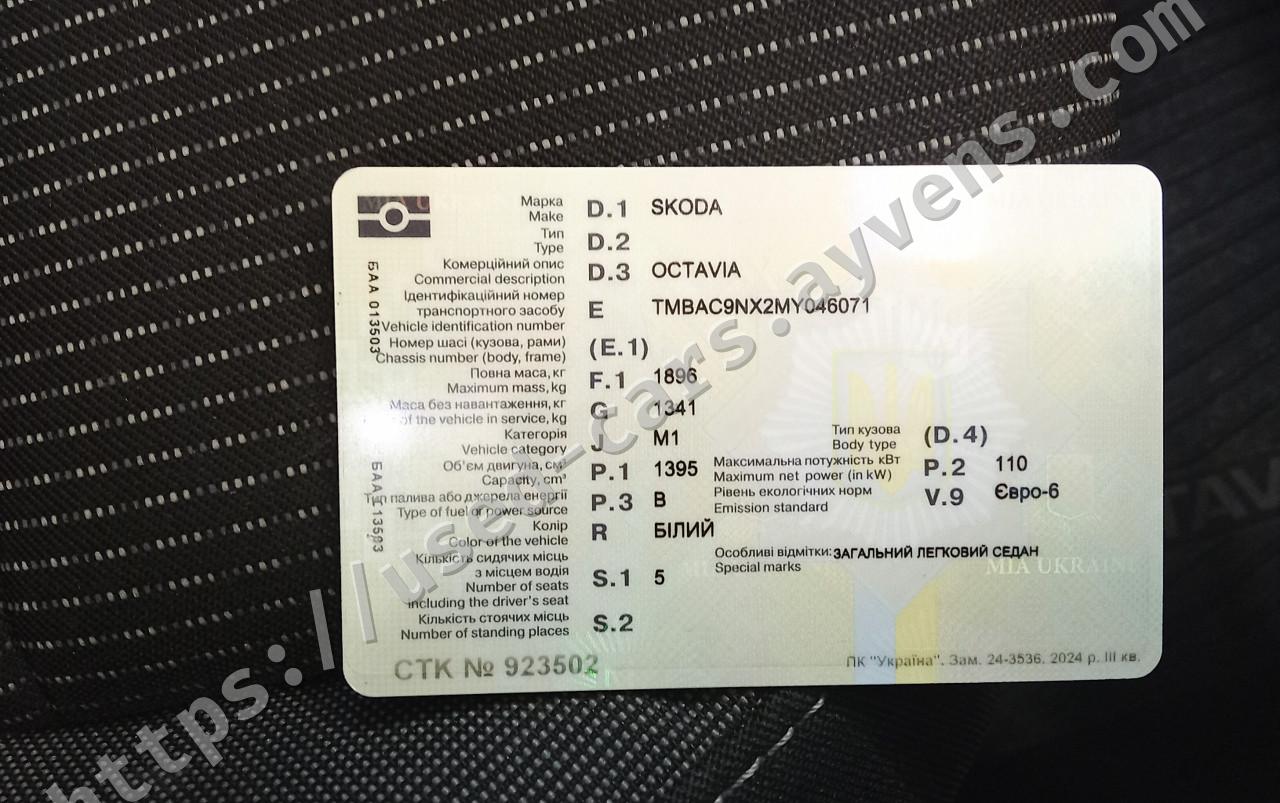 MIA UKRAINE
Марка
Make
D.1 SKODA
Тип
Type
D.2
Комерційний опис
Commercial description
D.3 OCTAVIA
Ідентифікаційний номер
транспортного засобу
Vehicle identification number
E TMBAC9NX2MY046071
Номер шасі (кузова, рами)
Chassis number (body, frame)
(E.1)
Повна маса, кг
Maximum mass, kg
F.1 1896
Маса без навантаження, кг
of the vehicle in service, kg
G 1341
Категорія
Vehicle category
J M1
Тип кузова
Body type
(D.4)
Об'єм двигуна, см³
Capacity, cm³
P.1 1395
Максимальна потужність кВт
Maximum net power (in kW)
P.2 110
Тип палива або джерела енергії
Type of fuel or power source
P.3 B
Рівень екологічних норм
Emission standard
V.9 Євро-6
Колір
Color of the vehicle
R БІЛИЙ
Особливі відмітки: ЗАГАЛЬНИЙ ЛЕГКОВИЙ СЕДАН
Special marks
MIA UKRAINE
Кількість сидячих місць
з місцем водія
Number of seats
including the driver's seat
S.1 5
Кількість стоячих місць
Number of standing places
S.2
СТК № 923502
ПК "Україна". Зам. 24-3536. 2024 р. III кв.
БАА 013503
https://used-cars.ayvens.com